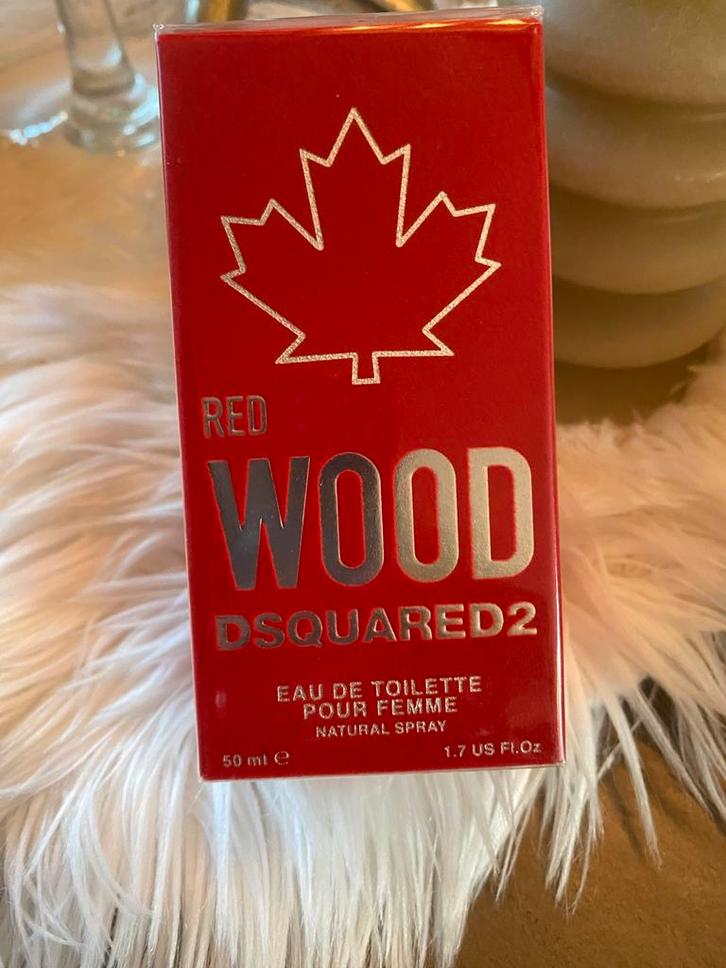 RED
WOOD
DSQUARED2
EAU DE TOILETTE
POUR FEMME
NATURAL SPRAY
50 ml ℮
1.7 US Fl.Oz